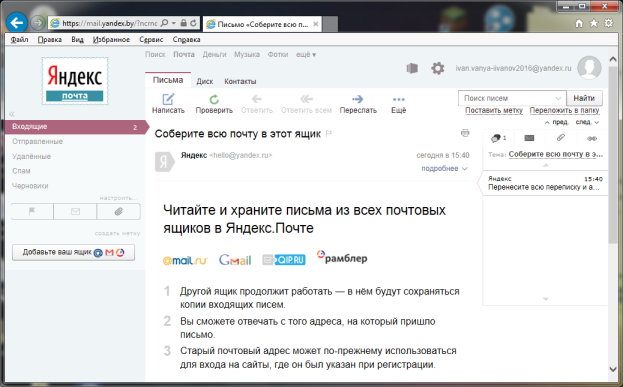 https://mail.yandex.by/?ncrnd
Письмо «Соберите всю п...
Файл Правка Вид Избранное Сервис Справка
Поиск Почта Деньги Музыка Фотки ещё
ivan.vanya-iivanov2016@yandex.ru
Яндекс
почта
Письма Диск Контакты
Написать Проверить Ответить Ответить всем Переслать Ещё
Поиск писем Найти
Поставить метку Переложить в папку
пред. след.
Входящие 2
Отправленные
Удалённые
Спам
Черновики
настроить...
создать метку
Добавьте ваш ящик
Соберите всю почту в этот ящик
Я
Яндекс <hello@yandex.ru> сегодня в 15:40
подробнее
1
Тема: Соберите всю почту в э...
Яндекс 15:40
Перенесите всю переписку и а...
Читайте и храните письма из всех почтовых
ящиков в Яндекс.Почте
@mail.ru Gmail QIP.RU Рамблер
1 Другой ящик продолжит работать — в нём будут сохраняться
копии входящих писем.
2 Вы сможете отвечать с того адреса, на который пришло
письмо.
3 Старый почтовый адрес может по-прежнему использоваться
для входа на сайты, где он был указан при регистрации.